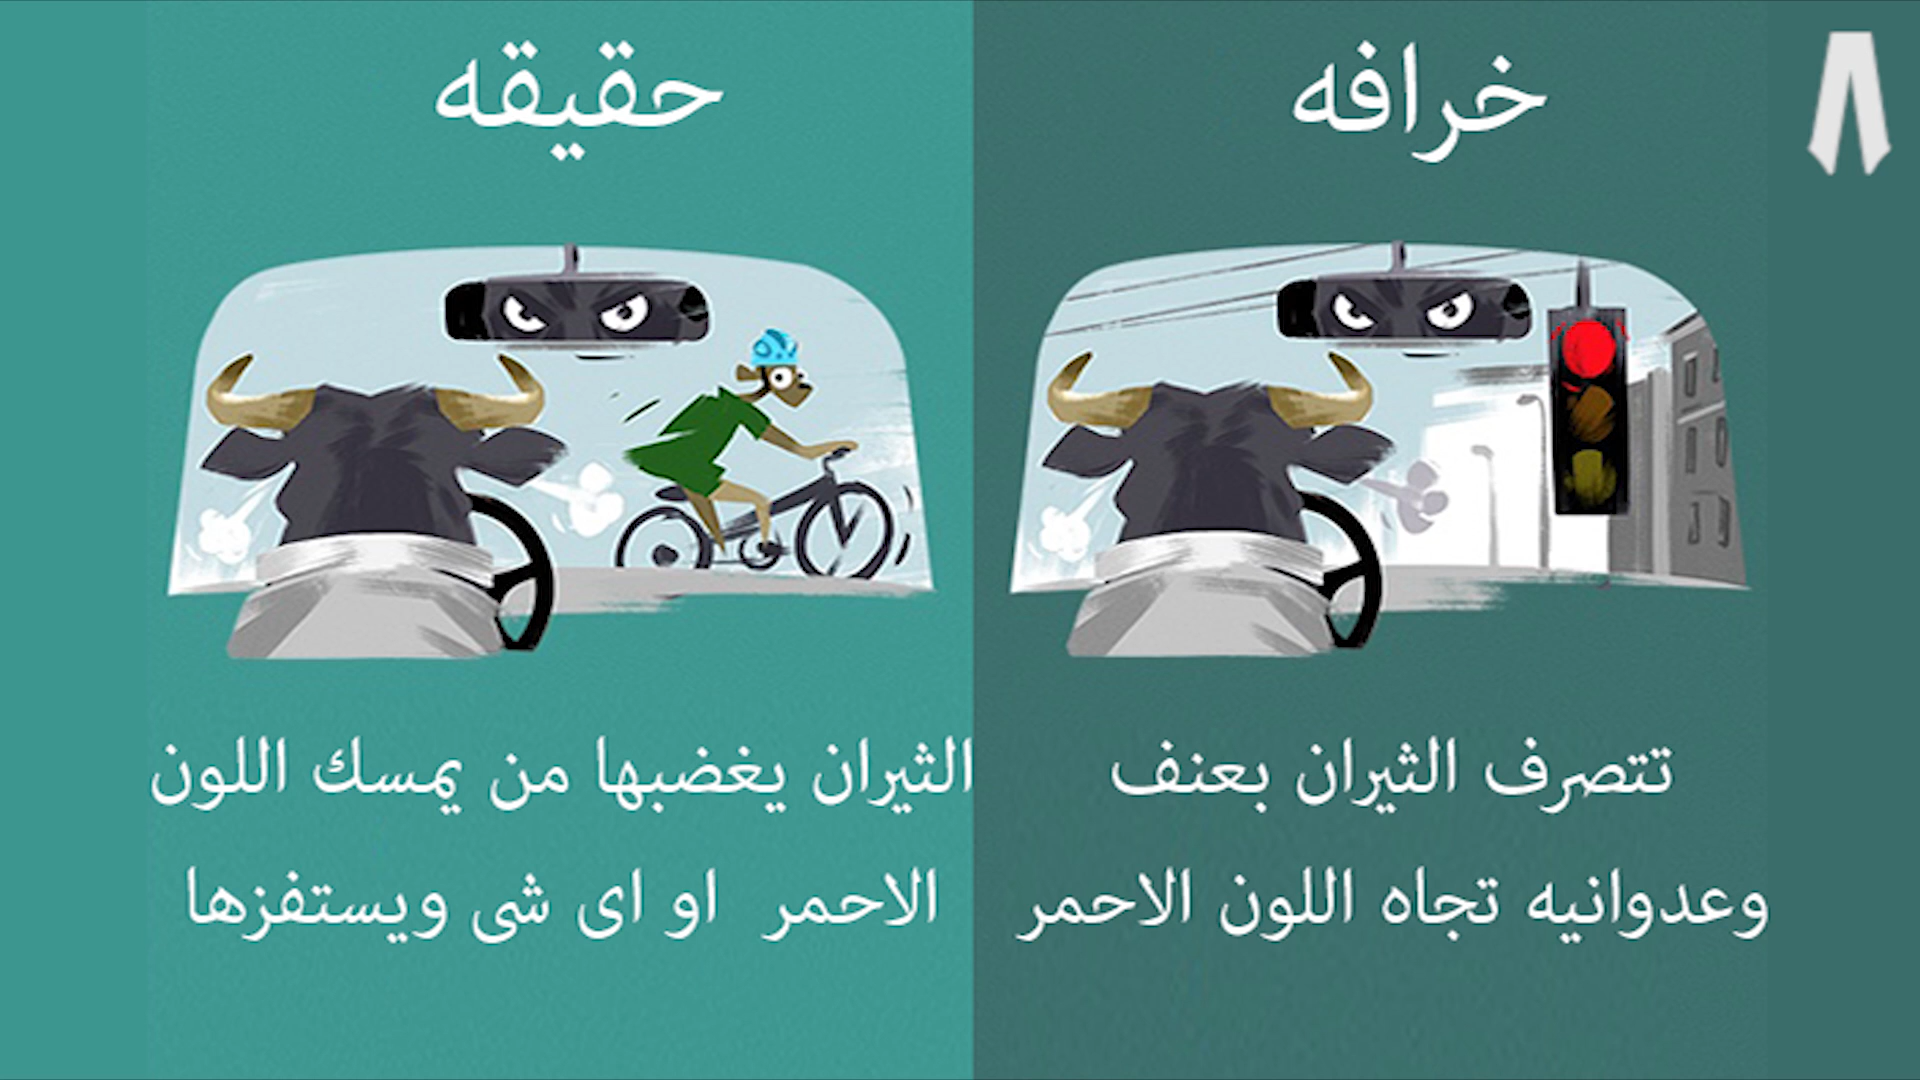 خرافه
تتصرف الثيران بعنف
وعدوانيه تجاه اللون الاحمر
حقيقه
الثيران يغضبها من يمسك اللون
الاحمر او اى شى ويستفزها